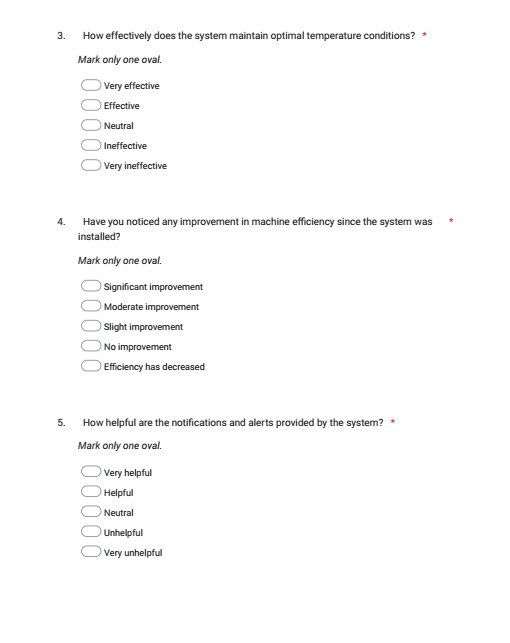 3. How effectively does the system maintain optimal temperature conditions? *
Mark only one oval.
Very effective
Effective
Neutral
Ineffective
Very ineffective
4. Have you noticed any improvement in machine efficiency since the system was *
installed?
Mark only one oval.
Significant improvement
Moderate improvement
Slight improvement
No improvement
Efficiency has decreased
5. How helpful are the notifications and alerts provided by the system? *
Mark only one oval.
Very helpful
Helpful
Neutral
Unhelpful
Very unhelpful